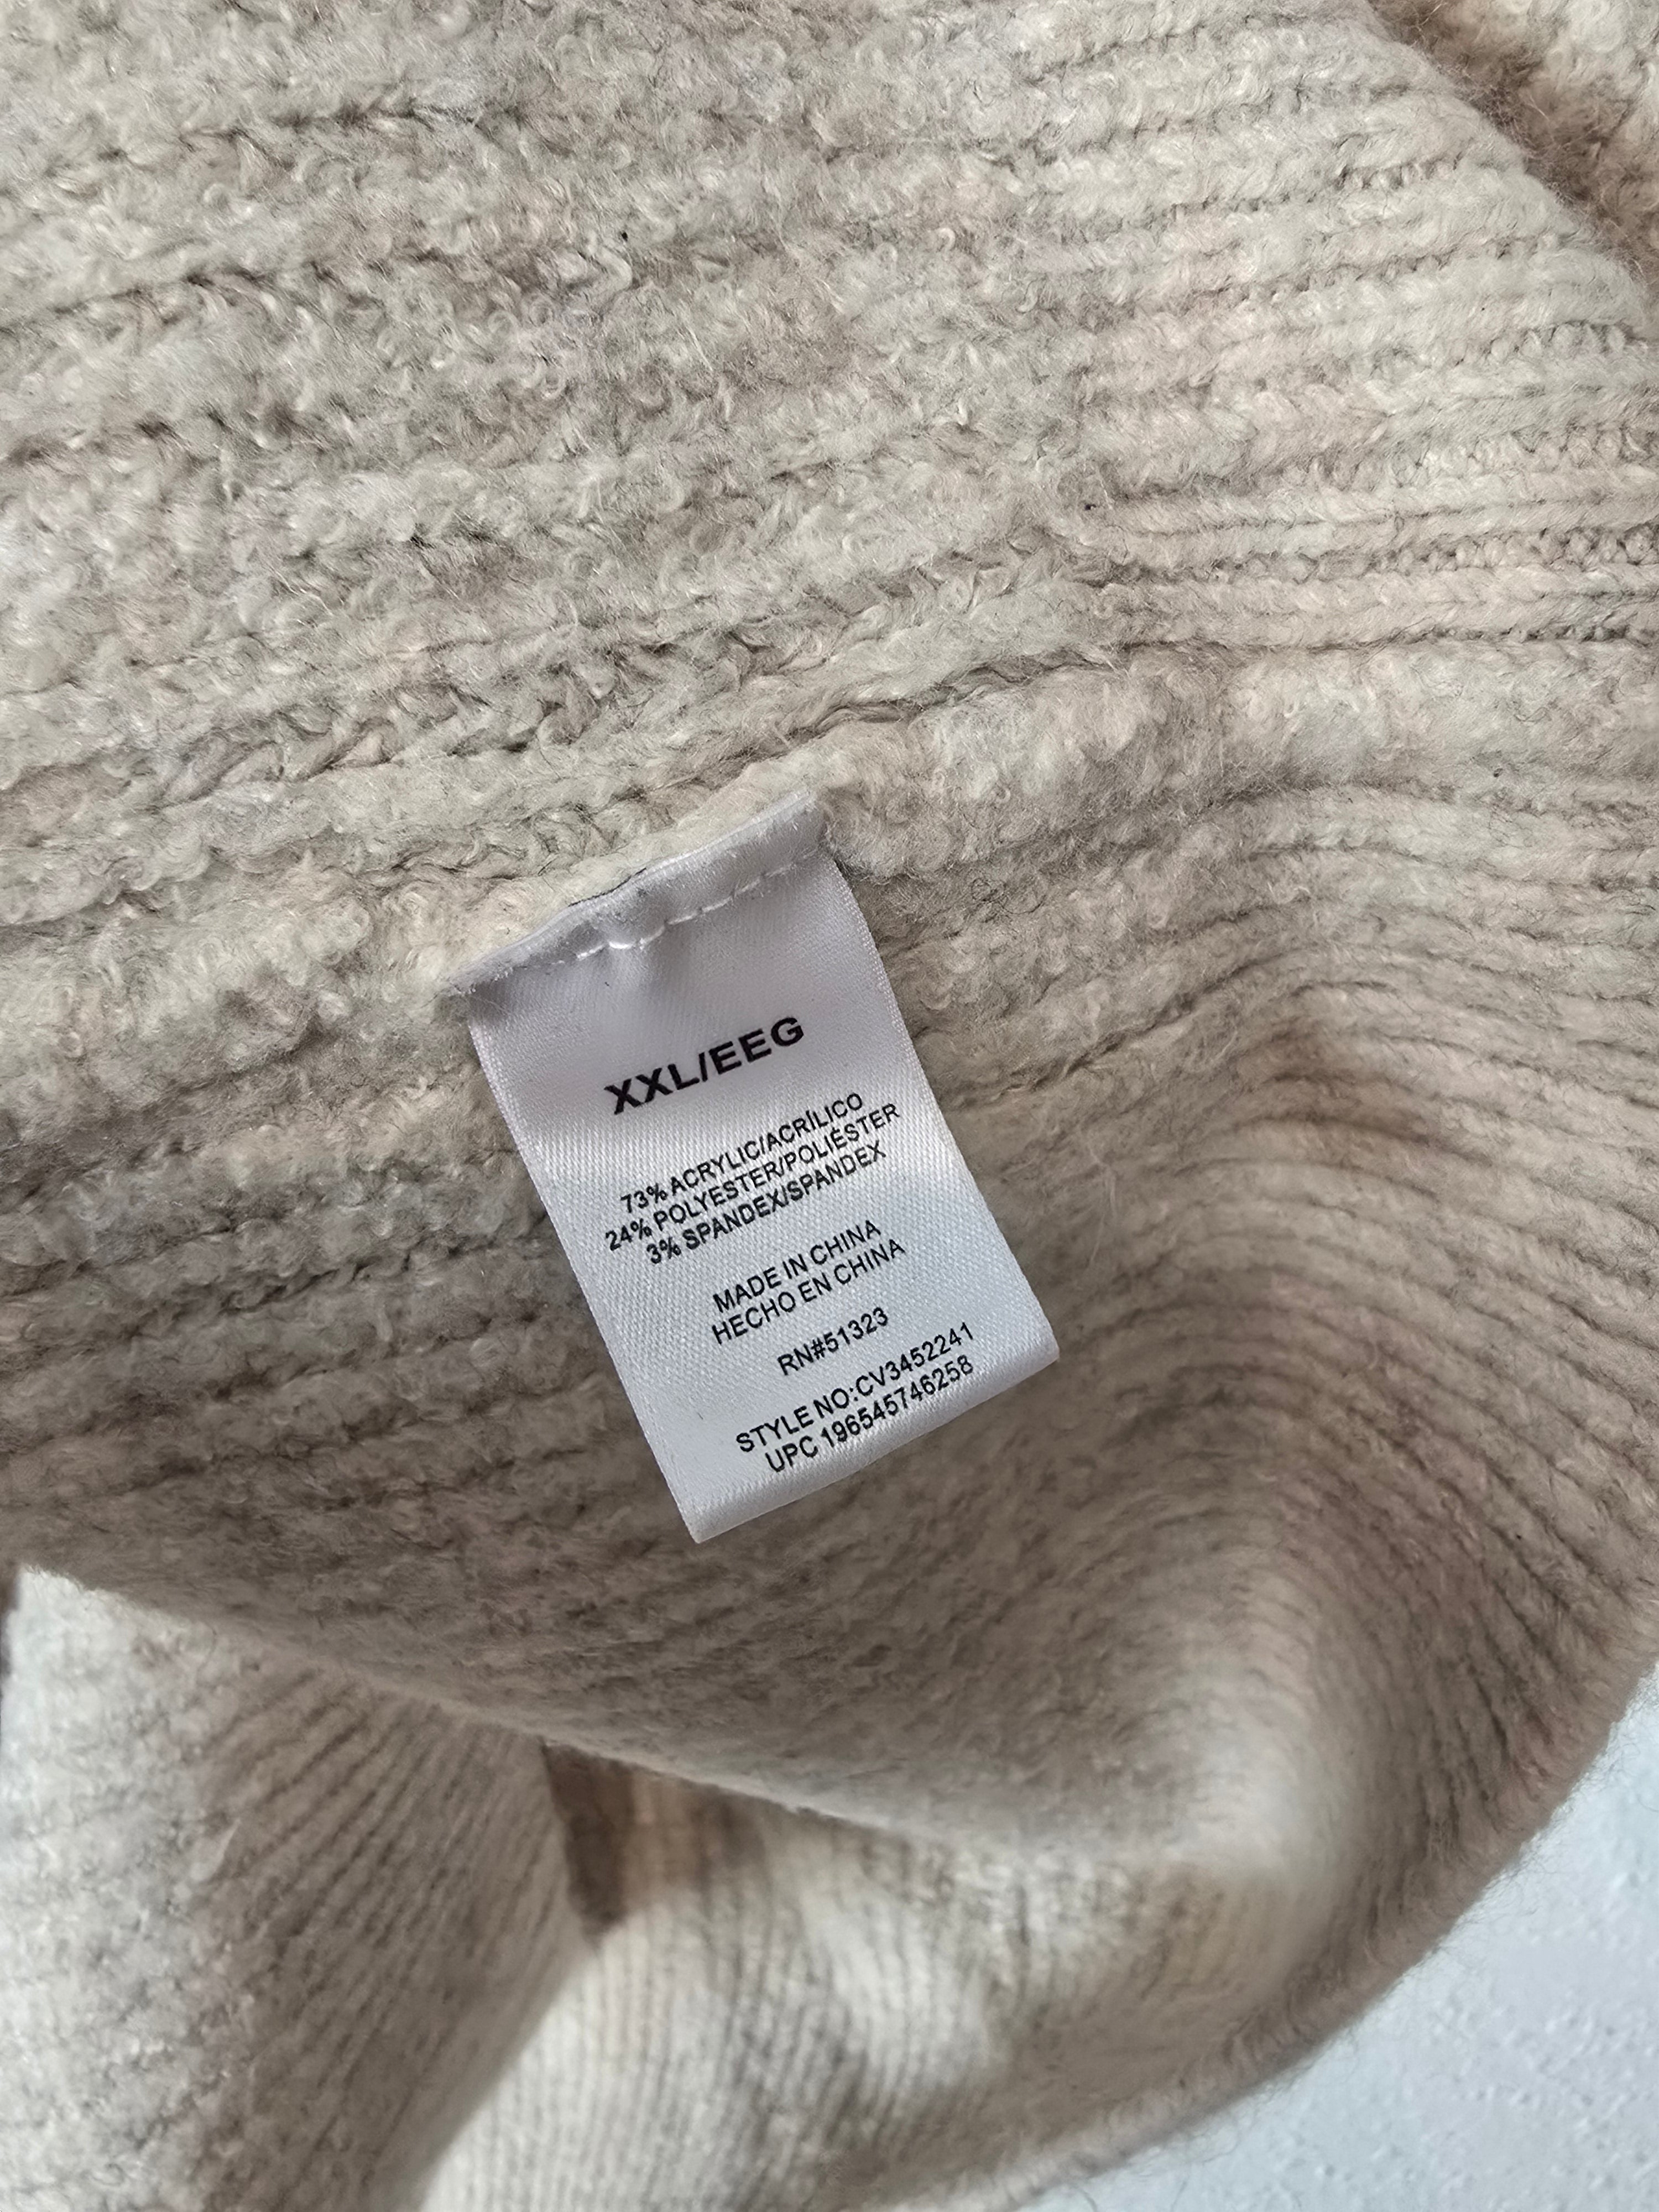 XXL/EEG
73% ACRYLIC/ACRÍLICO
24% POLYESTER/POLIÉSTER
3% SPANDEX/SPANDEX
MADE IN CHINA
HECHO EN CHINA
RN#51323
STYLE NO:CV3452241
UPC 196545746258